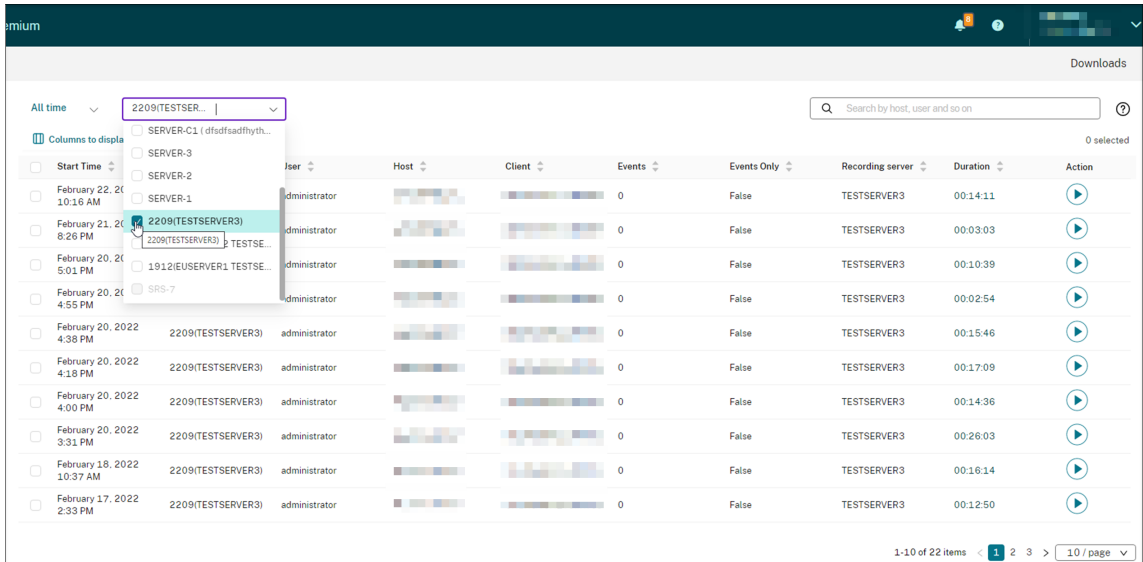 emium
8
?
Downloads
All time
2209(TESTSER...
Search by host, user and so on
?
Columns to displa
0 selected
SERVER-C1 ( dfsdfsadfhyth...
SERVER-3
SERVER-2
SERVER-1
2209(TESTSERVER3)
2209(TESTSERVER3)
2 TESTSE...
1912(EUSERVER1 TESTSE...
SRS-7
Start Time User Host Client Events Events Only Recording server Duration Action
February 22, 20
10:16 AM dministrator 0 False TESTSERVER3 00:14:11
February 21, 20
8:26 PM dministrator 0 False TESTSERVER3 00:03:03
February 20, 20
5:01 PM dministrator 0 False TESTSERVER3 00:10:39
February 20, 20
4:55 PM dministrator 0 False TESTSERVER3 00:02:54
February 20, 2022
4:38 PM 2209(TESTSERVER3) administrator 0 False TESTSERVER3 00:15:46
February 20, 2022
4:18 PM 2209(TESTSERVER3) administrator 0 False TESTSERVER3 00:17:09
February 20, 2022
4:00 PM 2209(TESTSERVER3) administrator 0 False TESTSERVER3 00:14:36
February 20, 2022
3:31 PM 2209(TESTSERVER3) administrator 0 False TESTSERVER3 00:26:03
February 18, 2022
10:37 AM 2209(TESTSERVER3) administrator 0 False TESTSERVER3 00:16:14
February 17, 2022
2:33 PM 2209(TESTSERVER3) administrator 0 False TESTSERVER3 00:12:50
1-10 of 22 items < 1 2 3 > 10 / page